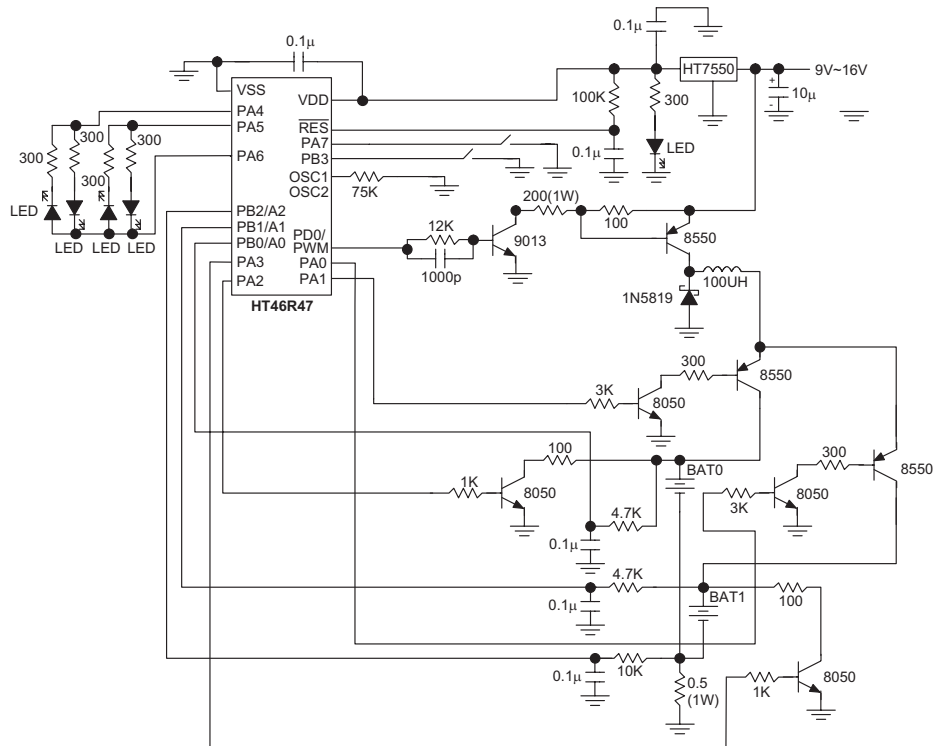 0.1μ
0.1μ
HT7550
9V~16V
+
10μ
-
VSS
VDD
100K
300
PA4
PA5
RES
PA7
0.1μ
LED
300
300
300
300
PA6
PB3
OSC1
75K
OSC2
LED
LED
LED
LED
PB2/A2
PB1/A1
PB0/A0
PD0/
PWM
PA3
PA0
PA2
PA1
HT46R47
12K
1000p
9013
200(1W)
100
8550
1N5819
100UH
300
8550
3K
8050
100
BAT0
300
8550
1K
8050
3K
8050
4.7K
0.1μ
4.7K
BAT1
100
0.1μ
0.1μ
10K
0.5
(1W)
1K
8050